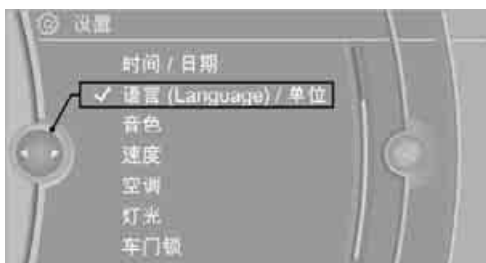 设置
时间 / 日期
语言 (Language) / 单位
音色
速度
空调
灯光
车门锁